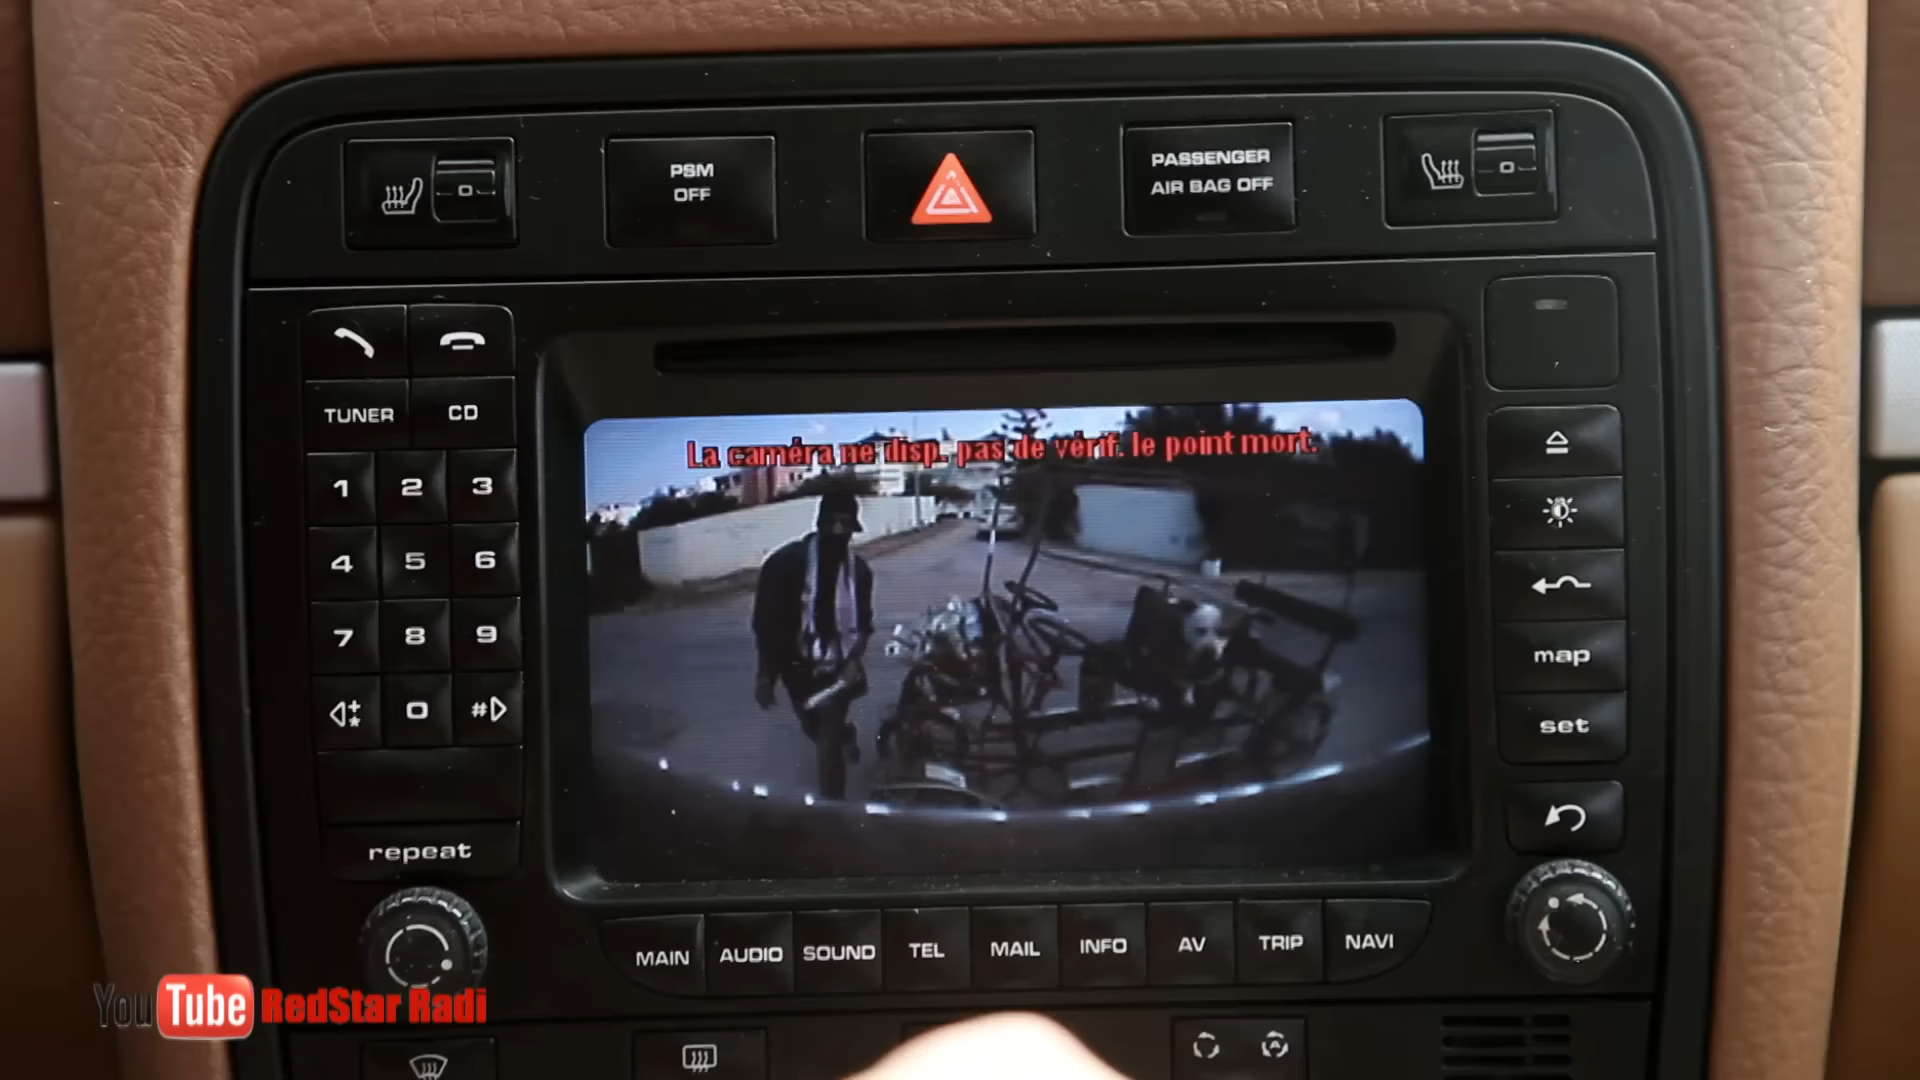 PSM
OFF
PASSENGER
AIR BAG OFF
TUNER
CD
La caméra ne disp. pas de vérif. le point mort.
1
2
3
4
5
6
map
7
8
9
set
0
#
repeat
MAIN
AUDIO
SOUND
TEL
MAIL
INFO
AV
TRIP
NAVI
YouTube RedStar Radi